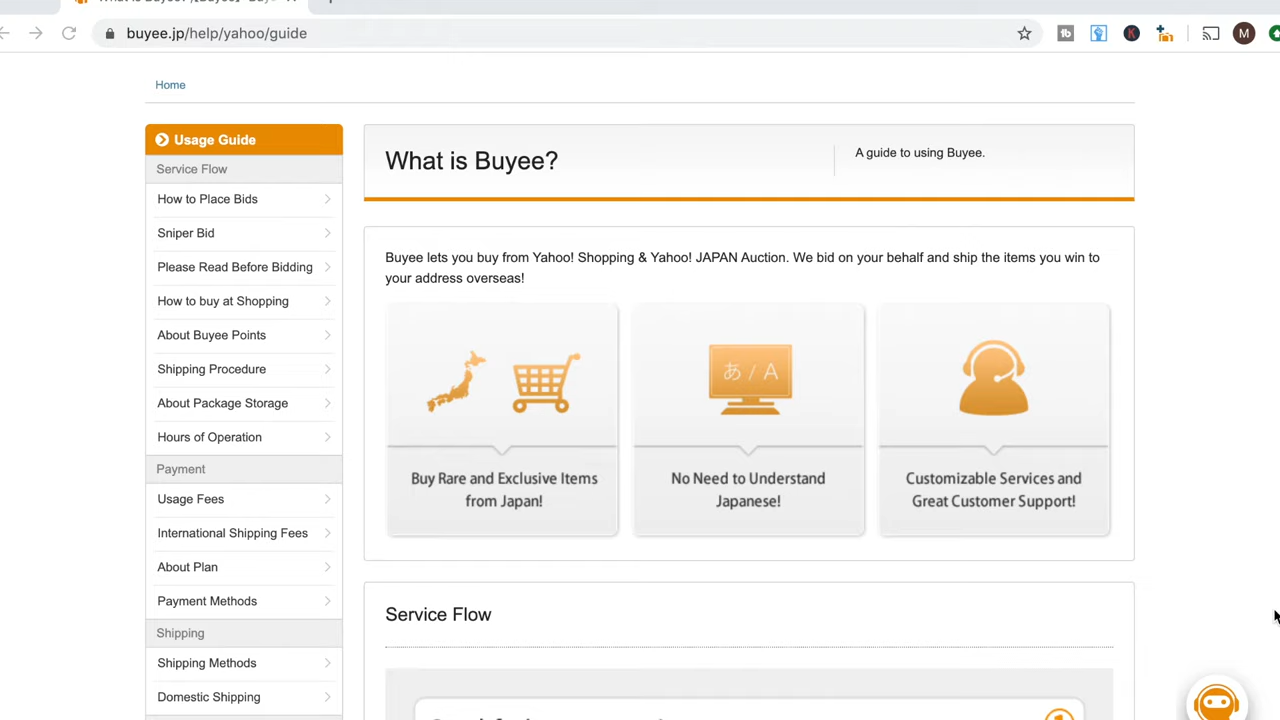 buyee.jp/help/yahoo/guide
M
Home
Usage Guide
Service Flow
How to Place Bids
Sniper Bid
Please Read Before Bidding
How to buy at Shopping
About Buyee Points
Shipping Procedure
About Package Storage
Hours of Operation
Payment
Usage Fees
International Shipping Fees
About Plan
Payment Methods
Shipping
Shipping Methods
Domestic Shipping
What is Buyee?
A guide to using Buyee.
Buyee lets you buy from Yahoo! Shopping & Yahoo! JAPAN Auction. We bid on your behalf and ship the items you win to
your address overseas!
Buy Rare and Exclusive Items
from Japan!
あ / A
No Need to Understand
Japanese!
Customizable Services and
Great Customer Support!
Service Flow